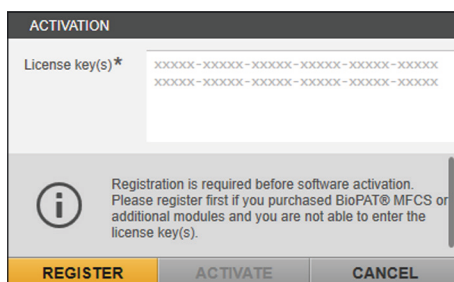 ACTIVATION
License key(s)* xxxxx-xxxxx-xxxxx-xxxxx-xxxxx-xxxxx
xxxxx-xxxxx-xxxxx-xxxxx-xxxxx-xxxxx
Registration is required before software activation.
Please register first if you purchased BioPAT® MFCS or
additional modules and you are not able to enter the
license key(s).
REGISTER ACTIVATE CANCEL